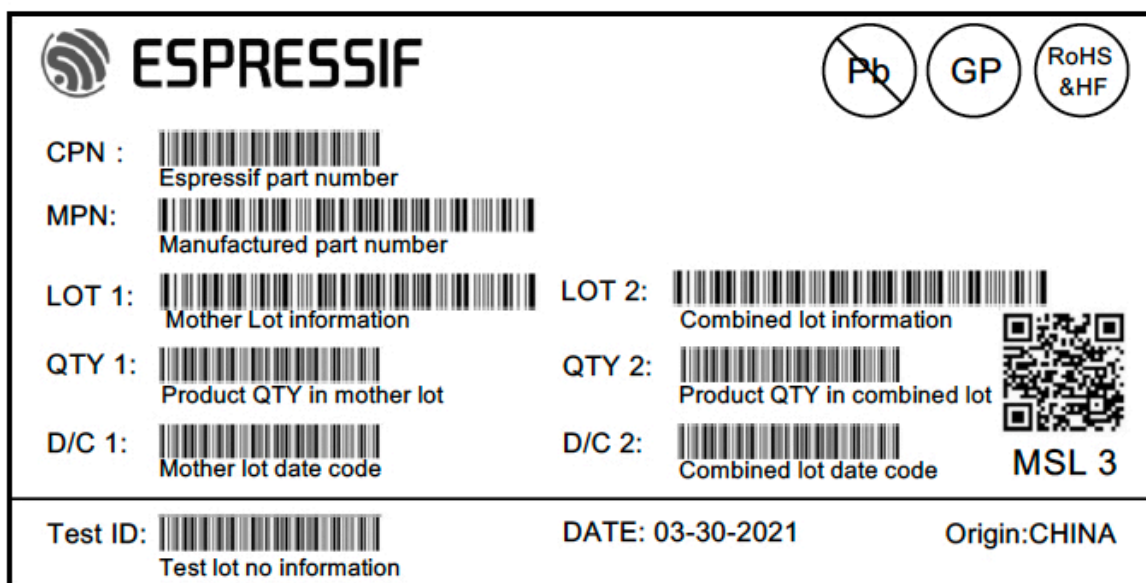 ESPRESSIF
Pb
GP
RoHS
&HF
CPN :
Espressif part number
MPN:
Manufactured part number
LOT 1:
Mother Lot information
LOT 2:
Combined lot information
QTY 1:
Product QTY in mother lot
QTY 2:
Product QTY in combined lot
D/C 1:
Mother lot date code
D/C 2:
Combined lot date code
MSL 3
Test ID:
Test lot no information
DATE: 03-30-2021
Origin:CHINA